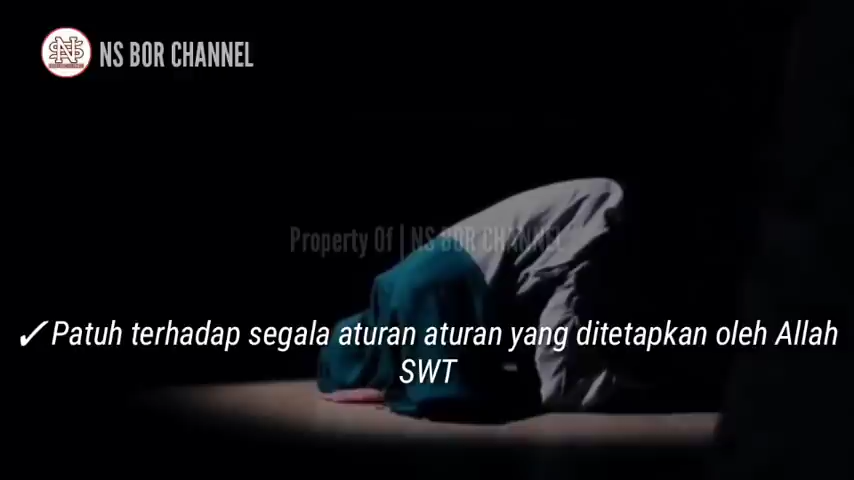 NS BOR CHANNEL
Property Of | NS BOR CHANNEL
✓Patuh terhadap segala aturan aturan yang ditetapkan oleh Allah
SWT